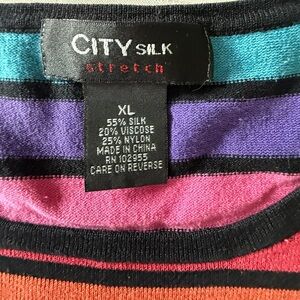 CITY SILK
stretch
XL
55% SILK
20% VISCOSE
25% NYLON
MADE IN CHINA
RN 102955
CARE ON REVERSE